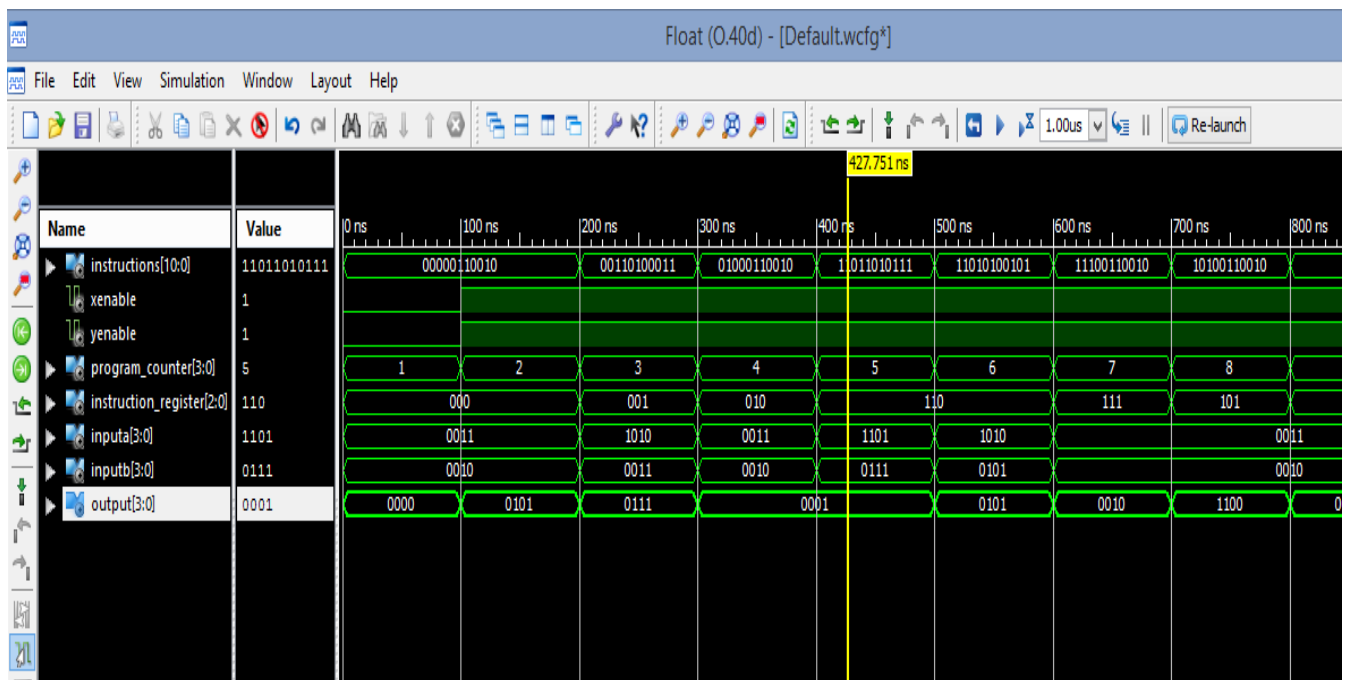 Float (O.40d) - [Default.wcfg*]
File Edit View Simulation Window Layout Help
1.00us Re-launch
427.751 ns
Name Value 0 ns 100 ns 200 ns 300 ns 400 ns 500 ns 600 ns 700 ns 800 ns
instructions[10:0] 11011010111 00000110010 00110100011 01000110010 11011010111 11010100101 11100110010 10100110010
xenable 1
yenable 1
program_counter[3:0] 5 1 2 3 4 5 6 7 8
instruction_register[2:0] 110 000 001 010 110 111 101
inputa[3:0] 1101 0011 1010 0011 1101 1010 0011
inputb[3:0] 0111 0010 0011 0010 0111 0101 0010
output[3:0] 0001 0000 0101 0111 0001 0101 0010 1100 0